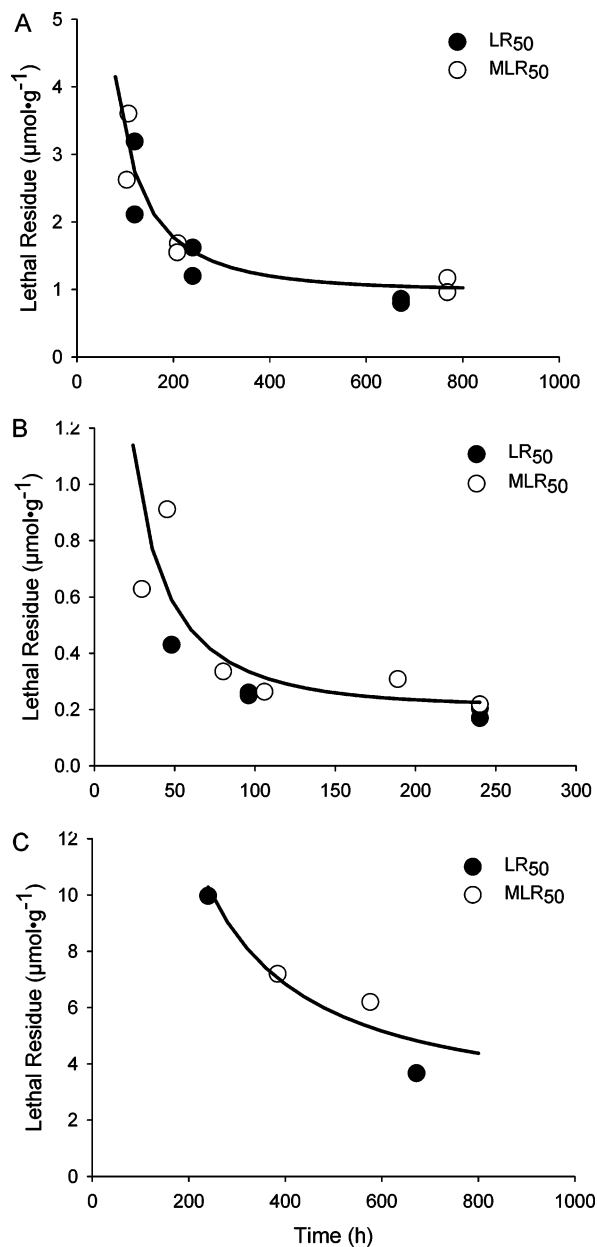 A
5
LR50
MLR50
4
3
2
1
0
Lethal Residue (µmol•g-1)
0 200 400 600 800 1000
B
1.2
LR50
MLR50
1.0
0.8
0.6
0.4
0.2
0.0
Lethal Residue (µmol•g-1)
0 50 100 150 200 250 300
C
12
LR50
MLR50
10
8
6
4
2
0
Lethal Residue (µmol•g-1)
0 200 400 600 800 1000
Time (h)